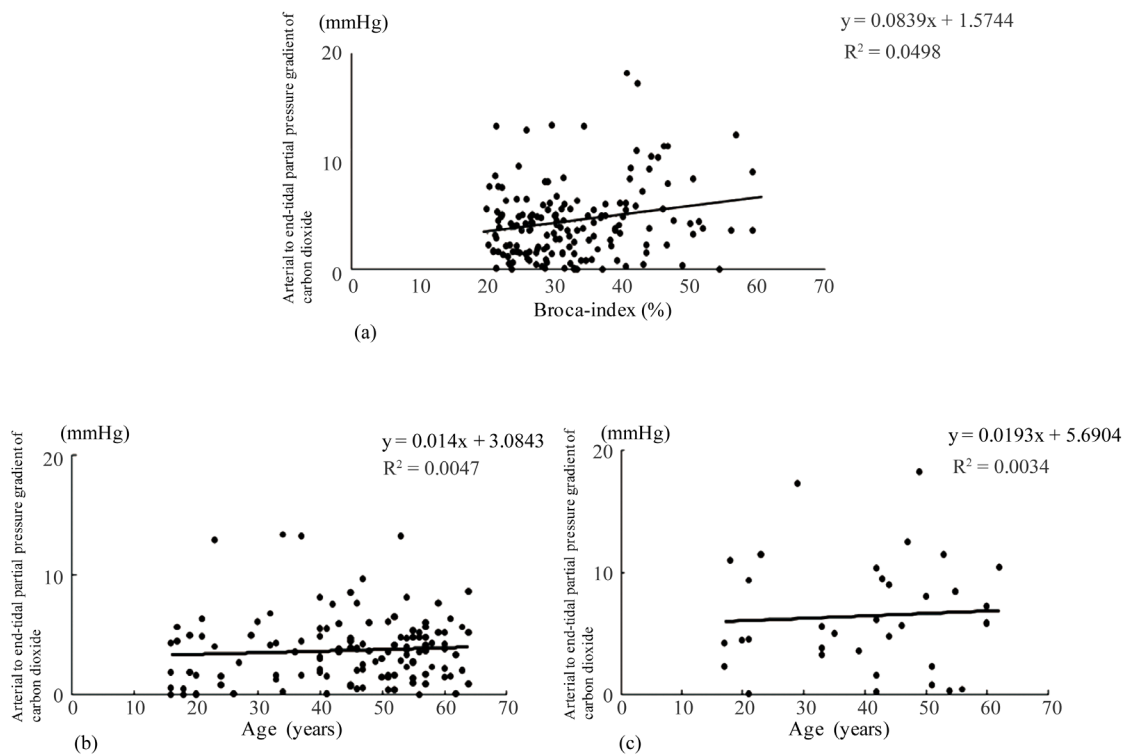 (mmHg)
y = 0.0839x + 1.5744
R² = 0.0498
Arterial to end-tidal partial pressure gradient of
carbon dioxide
20
10
0
0 10 20 30 40 50 60 70
Broca-index (%)
(a)
(mmHg)
y = 0.014x + 3.0843
R² = 0.0047
Arterial to end-tidal partial pressure gradient of
carbon dioxide
20
10
0
0 10 20 30 40 50 60 70
Age (years)
(b)
(mmHg)
y = 0.0193x + 5.6904
R² = 0.0034
Arterial to end-tidal partial pressure gradient of
carbon dioxide
20
10
0
0 10 20 30 40 50 60 70
Age (years)
(c)